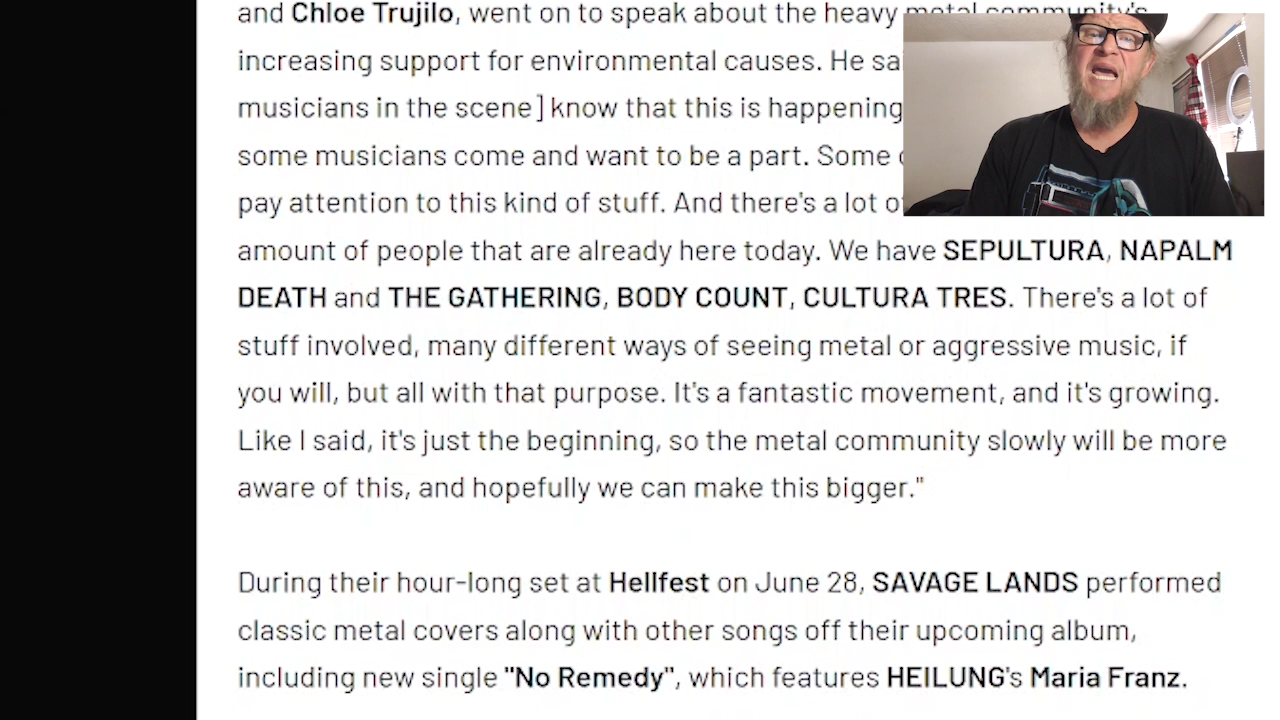 and Chloe Trujilo, went on to speak about the heavy metal community's
increasing support for environmental causes. He sai
musicians in the scene] know that this is happening
some musicians come and want to be a part. Some
pay attention to this kind of stuff. And there's a lot
amount of people that are already here today. We have SEPULTURA, NAPALM
DEATH and THE GATHERING, BODY COUNT, CULTURA TRES. There's a lot of
stuff involved, many different ways of seeing metal or aggressive music, if
you will, but all with that purpose. It's a fantastic movement, and it's growing.
Like I said, it's just the beginning, so the metal community slowly will be more
aware of this, and hopefully we can make this bigger."
During their hour-long set at Hellfest on June 28, SAVAGE LANDS performed
classic metal covers along with other songs off their upcoming album,
including new single "No Remedy", which features HEILUNG's Maria Franz.